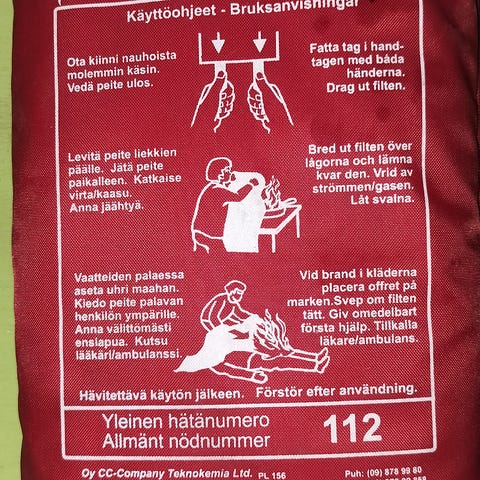 Käyttöohjeet - Bruksanvisningar
Ota kiinni nauhoista
molemmin käsin.
Vedä peite ulos.
Fatta tag i hand-
tagen med båda
händerna.
Drag ut filten.
Levitä peite liekkien
päälle. Jätä peite
paikalleen. Katkaise
virta/kaasu.
Anna jäähtyä.
Bred ut filten över
lågorna och lämna
kvar den. Vrid av
strömmen/gasen.
Låt svalna.
Vaatteiden palaessa
aseta uhri maahan.
Kiedo peite palavan
henkilön ympärille.
Anna välittömästi
ensiapua. Kutsu
lääkäri/ambulanssi.
Vid brand i kläderna
placera offret på
marken.Svep om filten
tätt. Giv omedelbart
första hjälp. Tillkalla
läkare/ambulans.
Hävitettävä käytön jälkeen. Förstör efter användning.
Yleinen hätänumero
Allmänt nödnummer
112
Oy CC-Company Teknokemia Ltd. PL 156
Puh: (09) 878 99 80